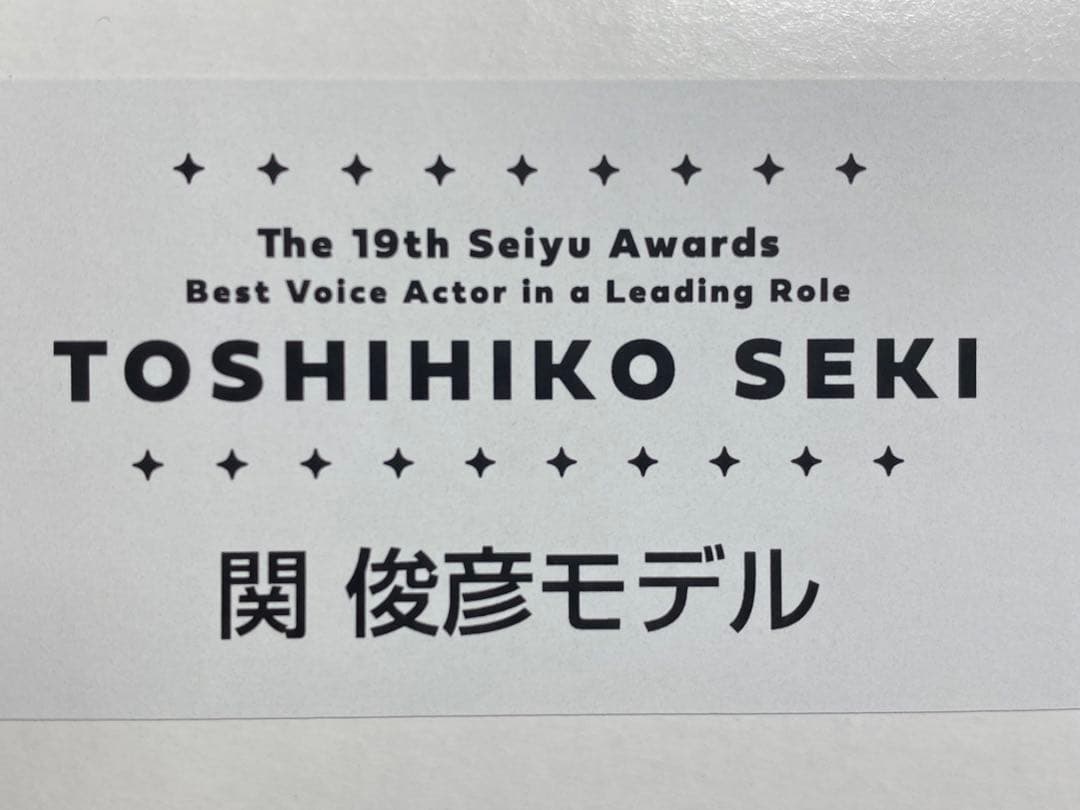 The 19th Seiyu Awards
Best Voice Actor in a Leading Role
TOSHIHIKO SEKI
関 俊彦モデル